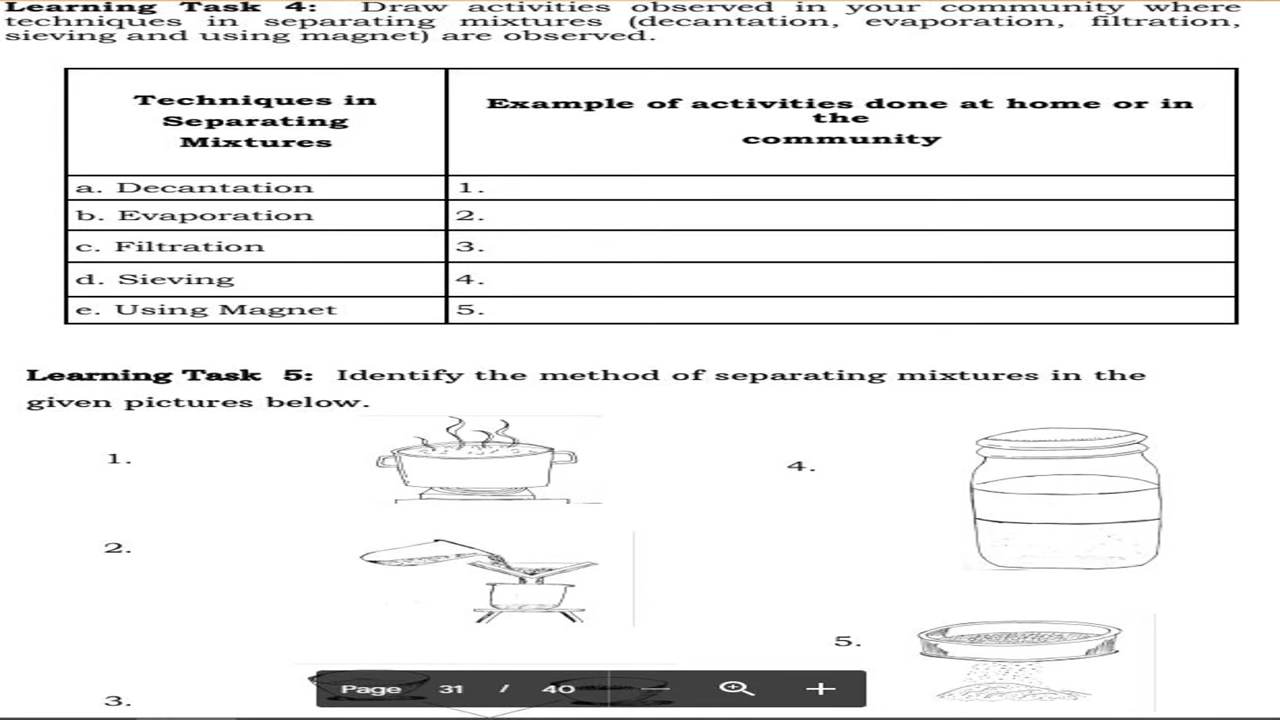 Learning Task 4: Draw activities observed in your community where
techniques in separating mixtures (decantation, evaporation, filtration,
sieving and using magnet) are observed.
Techniques in
Separating
Mixtures
Example of activities done at home or in
the
community
a. Decantation
1.
b. Evaporation
2.
c. Filtration
3.
d. Sieving
4.
e. Using Magnet
5.
Learning Task 5: Identify the method of separating mixtures in the
given pictures below.
1.
4.
2.
5.
3.
Page 31 / 40